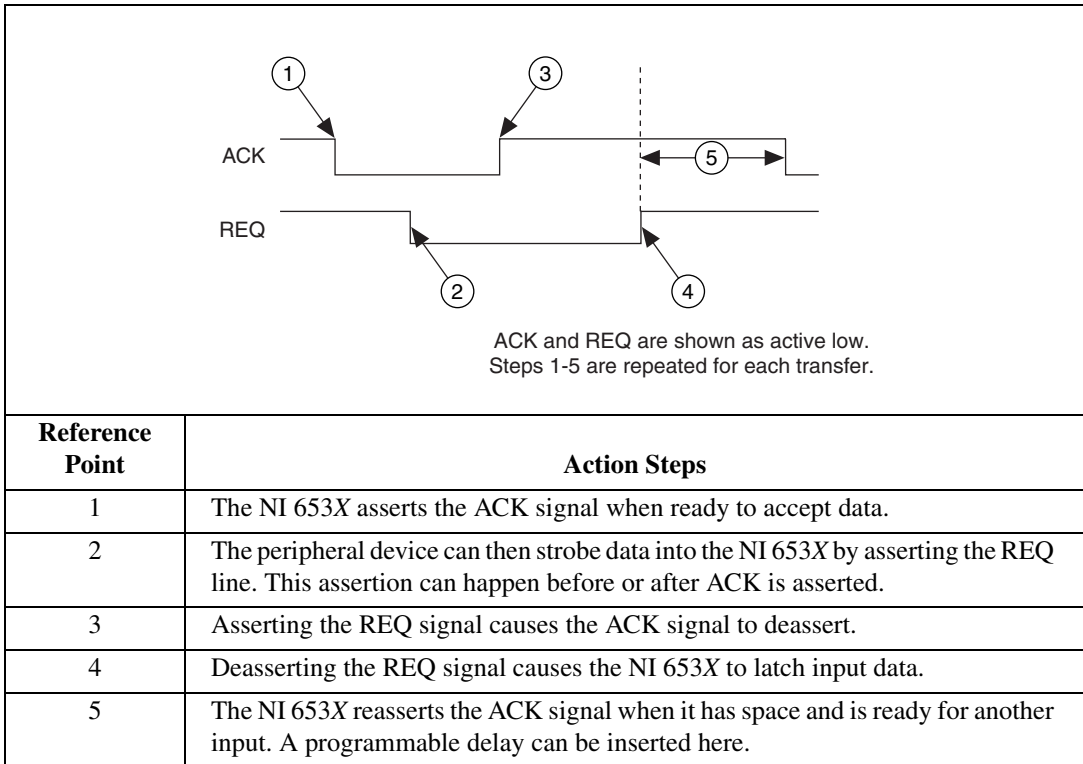 1
3
ACK
5
REQ
2
4
ACK and REQ are shown as active low.
Steps 1-5 are repeated for each transfer.
Reference
Point
Action Steps
1
The NI 653X asserts the ACK signal when ready to accept data.
2
The peripheral device can then strobe data into the NI 653X by asserting the REQ
line. This assertion can happen before or after ACK is asserted.
3
Asserting the REQ signal causes the ACK signal to deassert.
4
Deasserting the REQ signal causes the NI 653X to latch input data.
5
The NI 653X reasserts the ACK signal when it has space and is ready for another
input. A programmable delay can be inserted here.